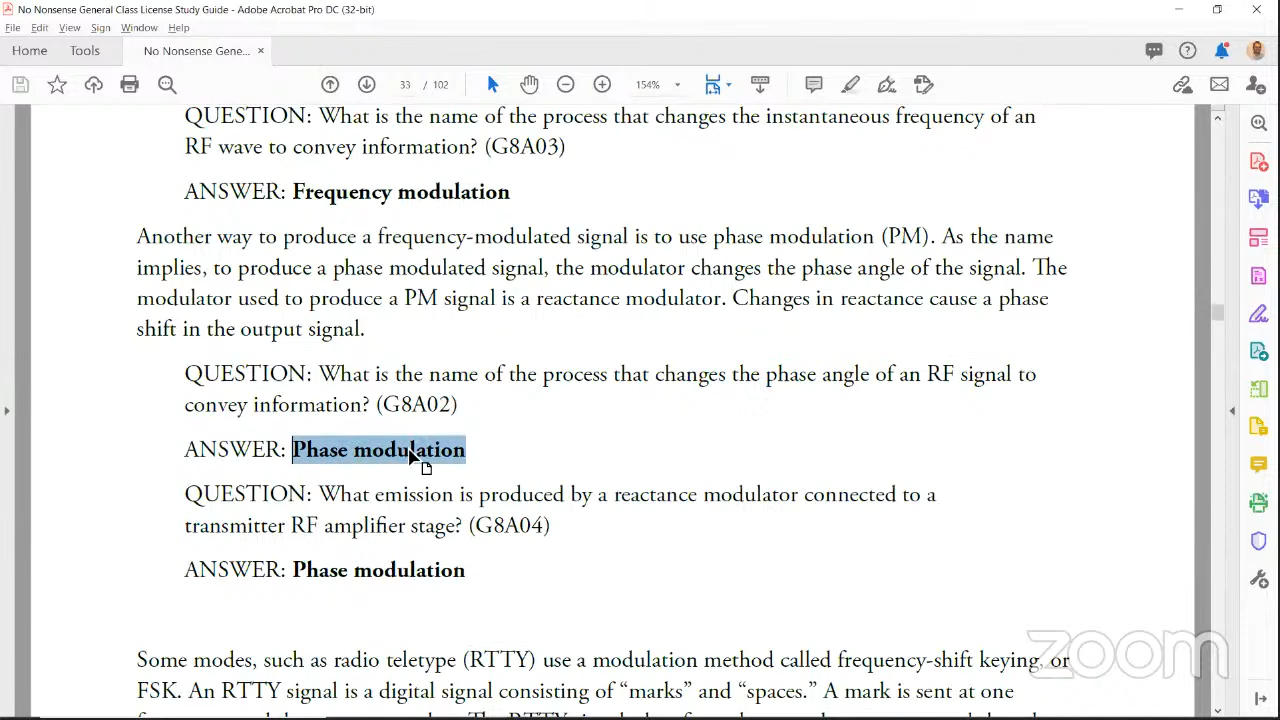 No Nonsense General Class License Study Guide - Adobe Acrobat Pro DC (32-bit)
File Edit View Sign Window Help
Home Tools No Nonsense Gene... ×
33 / 102 154%
QUESTION: What is the name of the process that changes the instantaneous frequency of an
RF wave to convey information? (G8A03)
ANSWER: Frequency modulation
Another way to produce a frequency-modulated signal is to use phase modulation (PM). As the name
implies, to produce a phase modulated signal, the modulator changes the phase angle of the signal. The
modulator used to produce a PM signal is a reactance modulator. Changes in reactance cause a phase
shift in the output signal.
QUESTION: What is the name of the process that changes the phase angle of an RF signal to
convey information? (G8A02)
ANSWER: Phase modulation
QUESTION: What emission is produced by a reactance modulator connected to a
transmitter RF amplifier stage? (G8A04)
ANSWER: Phase modulation
zoom
Some modes, such as radio teletype (RTTY) use a modulation method called frequency-shift keying, or
FSK. An RTTY signal is a digital signal consisting of “marks” and “spaces.” A mark is sent at one